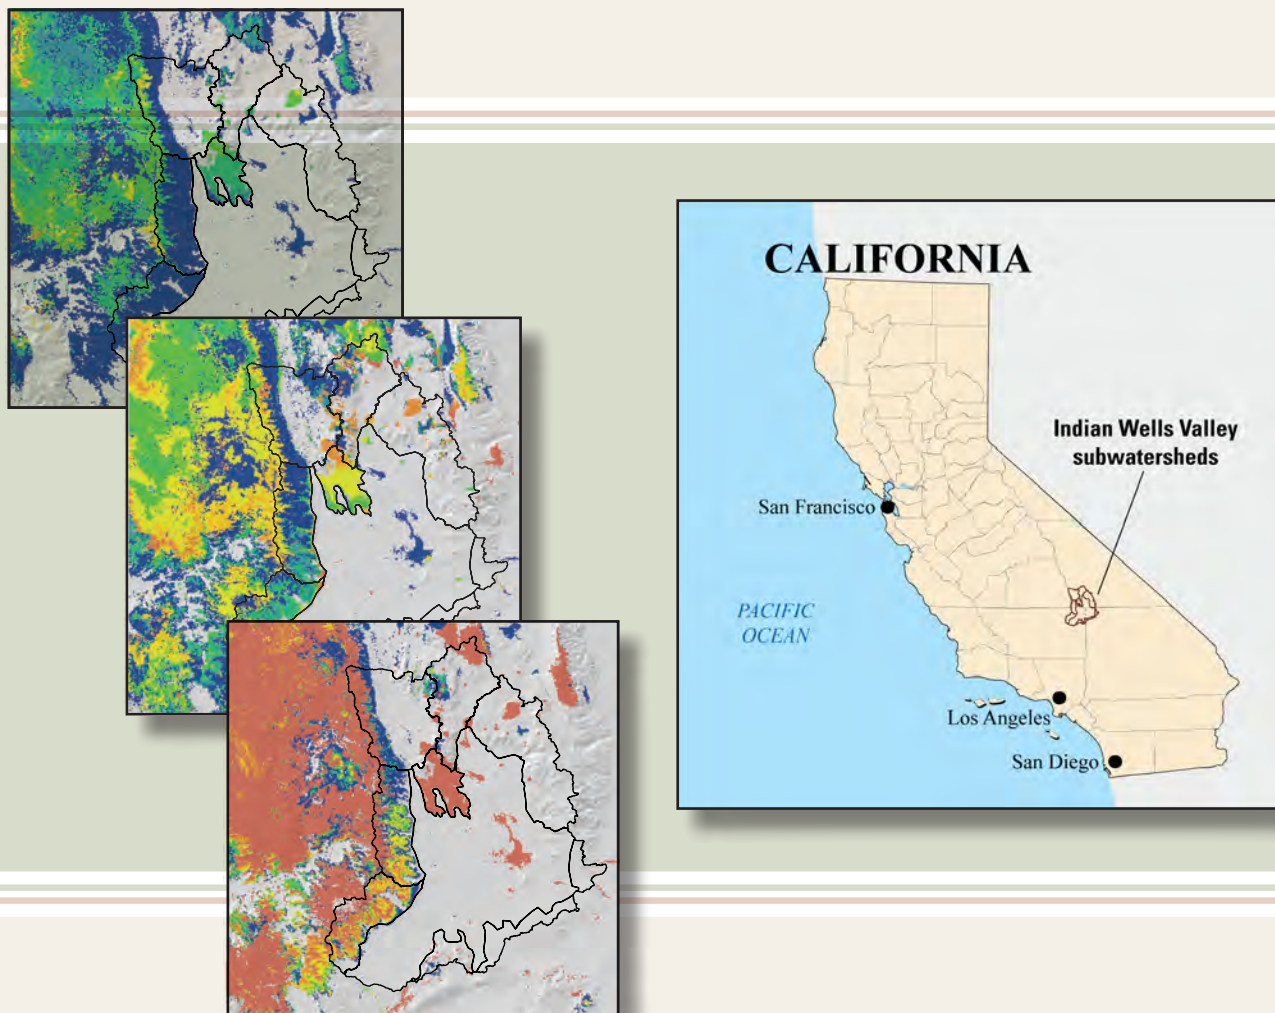 CALIFORNIA
Indian Wells Valley
subwatersheds
San Francisco
PACIFIC
OCEAN
Los Angeles
San Diego